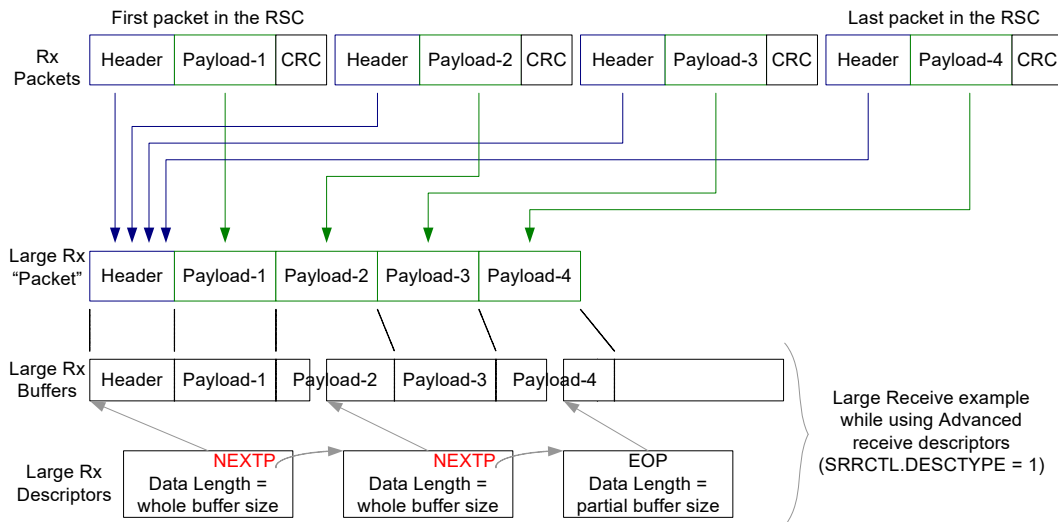 First packet in the RSC
Last packet in the RSC
Rx
Packets
Header Payload-1 CRC Header Payload-2 CRC Header Payload-3 CRC Header Payload-4 CRC
Large Rx
“Packet”
Header Payload-1 Payload-2 Payload-3 Payload-4
Large Rx
Buffers
Header Payload-1 Payload-2 Payload-3 Payload-4
Large Rx
Descriptors
NEXTP
Data Length =
whole buffer size
NEXTP
Data Length =
whole buffer size
EOP
Data Length =
partial buffer size
Large Receive example
while using Advanced
receive descriptors
(SRRCTL.DESCTYPE = 1)